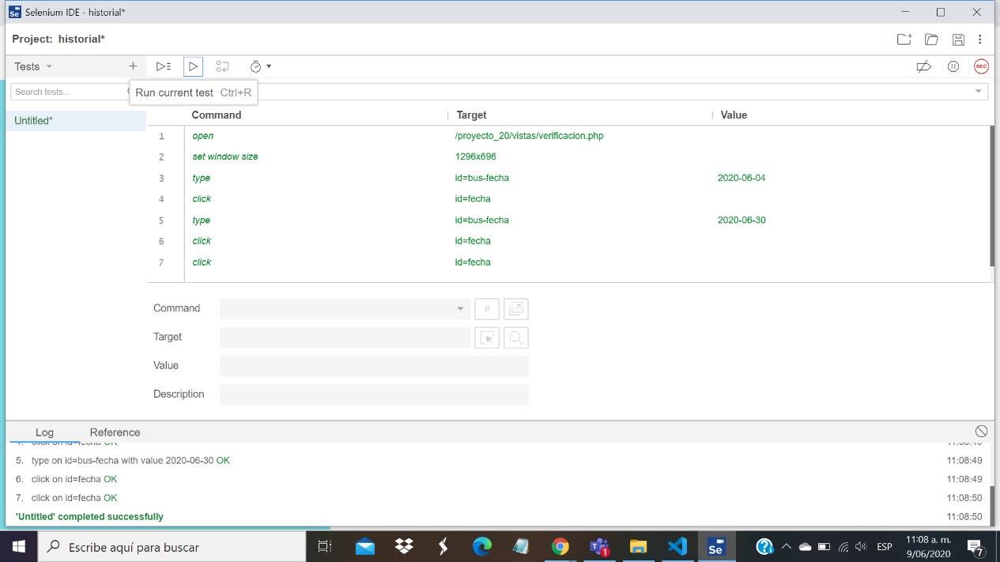 Selenium IDE - historial*
Project: historial*
Tests
Run current test Ctrl+R
Search tests...
Untitled*
Command Target Value
1 open /proyecto_20/vistas/verificacion.php
2 set window size 1296x696
3 type id=bus-fecha 2020-06-04
4 click id=fecha
5 type id=bus-fecha 2020-06-30
6 click id=fecha
7 click id=fecha
Command //
Target
Value
Description
Log Reference
4. click on id=fecha OK 11:08:48
5. type on id=bus-fecha with value 2020-06-30 OK 11:08:49
6. click on id=fecha OK 11:08:49
7. click on id=fecha OK 11:08:50
'Untitled' completed successfully 11:08:50
REC
Se
Escribe aquí para buscar
1
Se
ESP
11:08 a. m.
9/06/2020
7